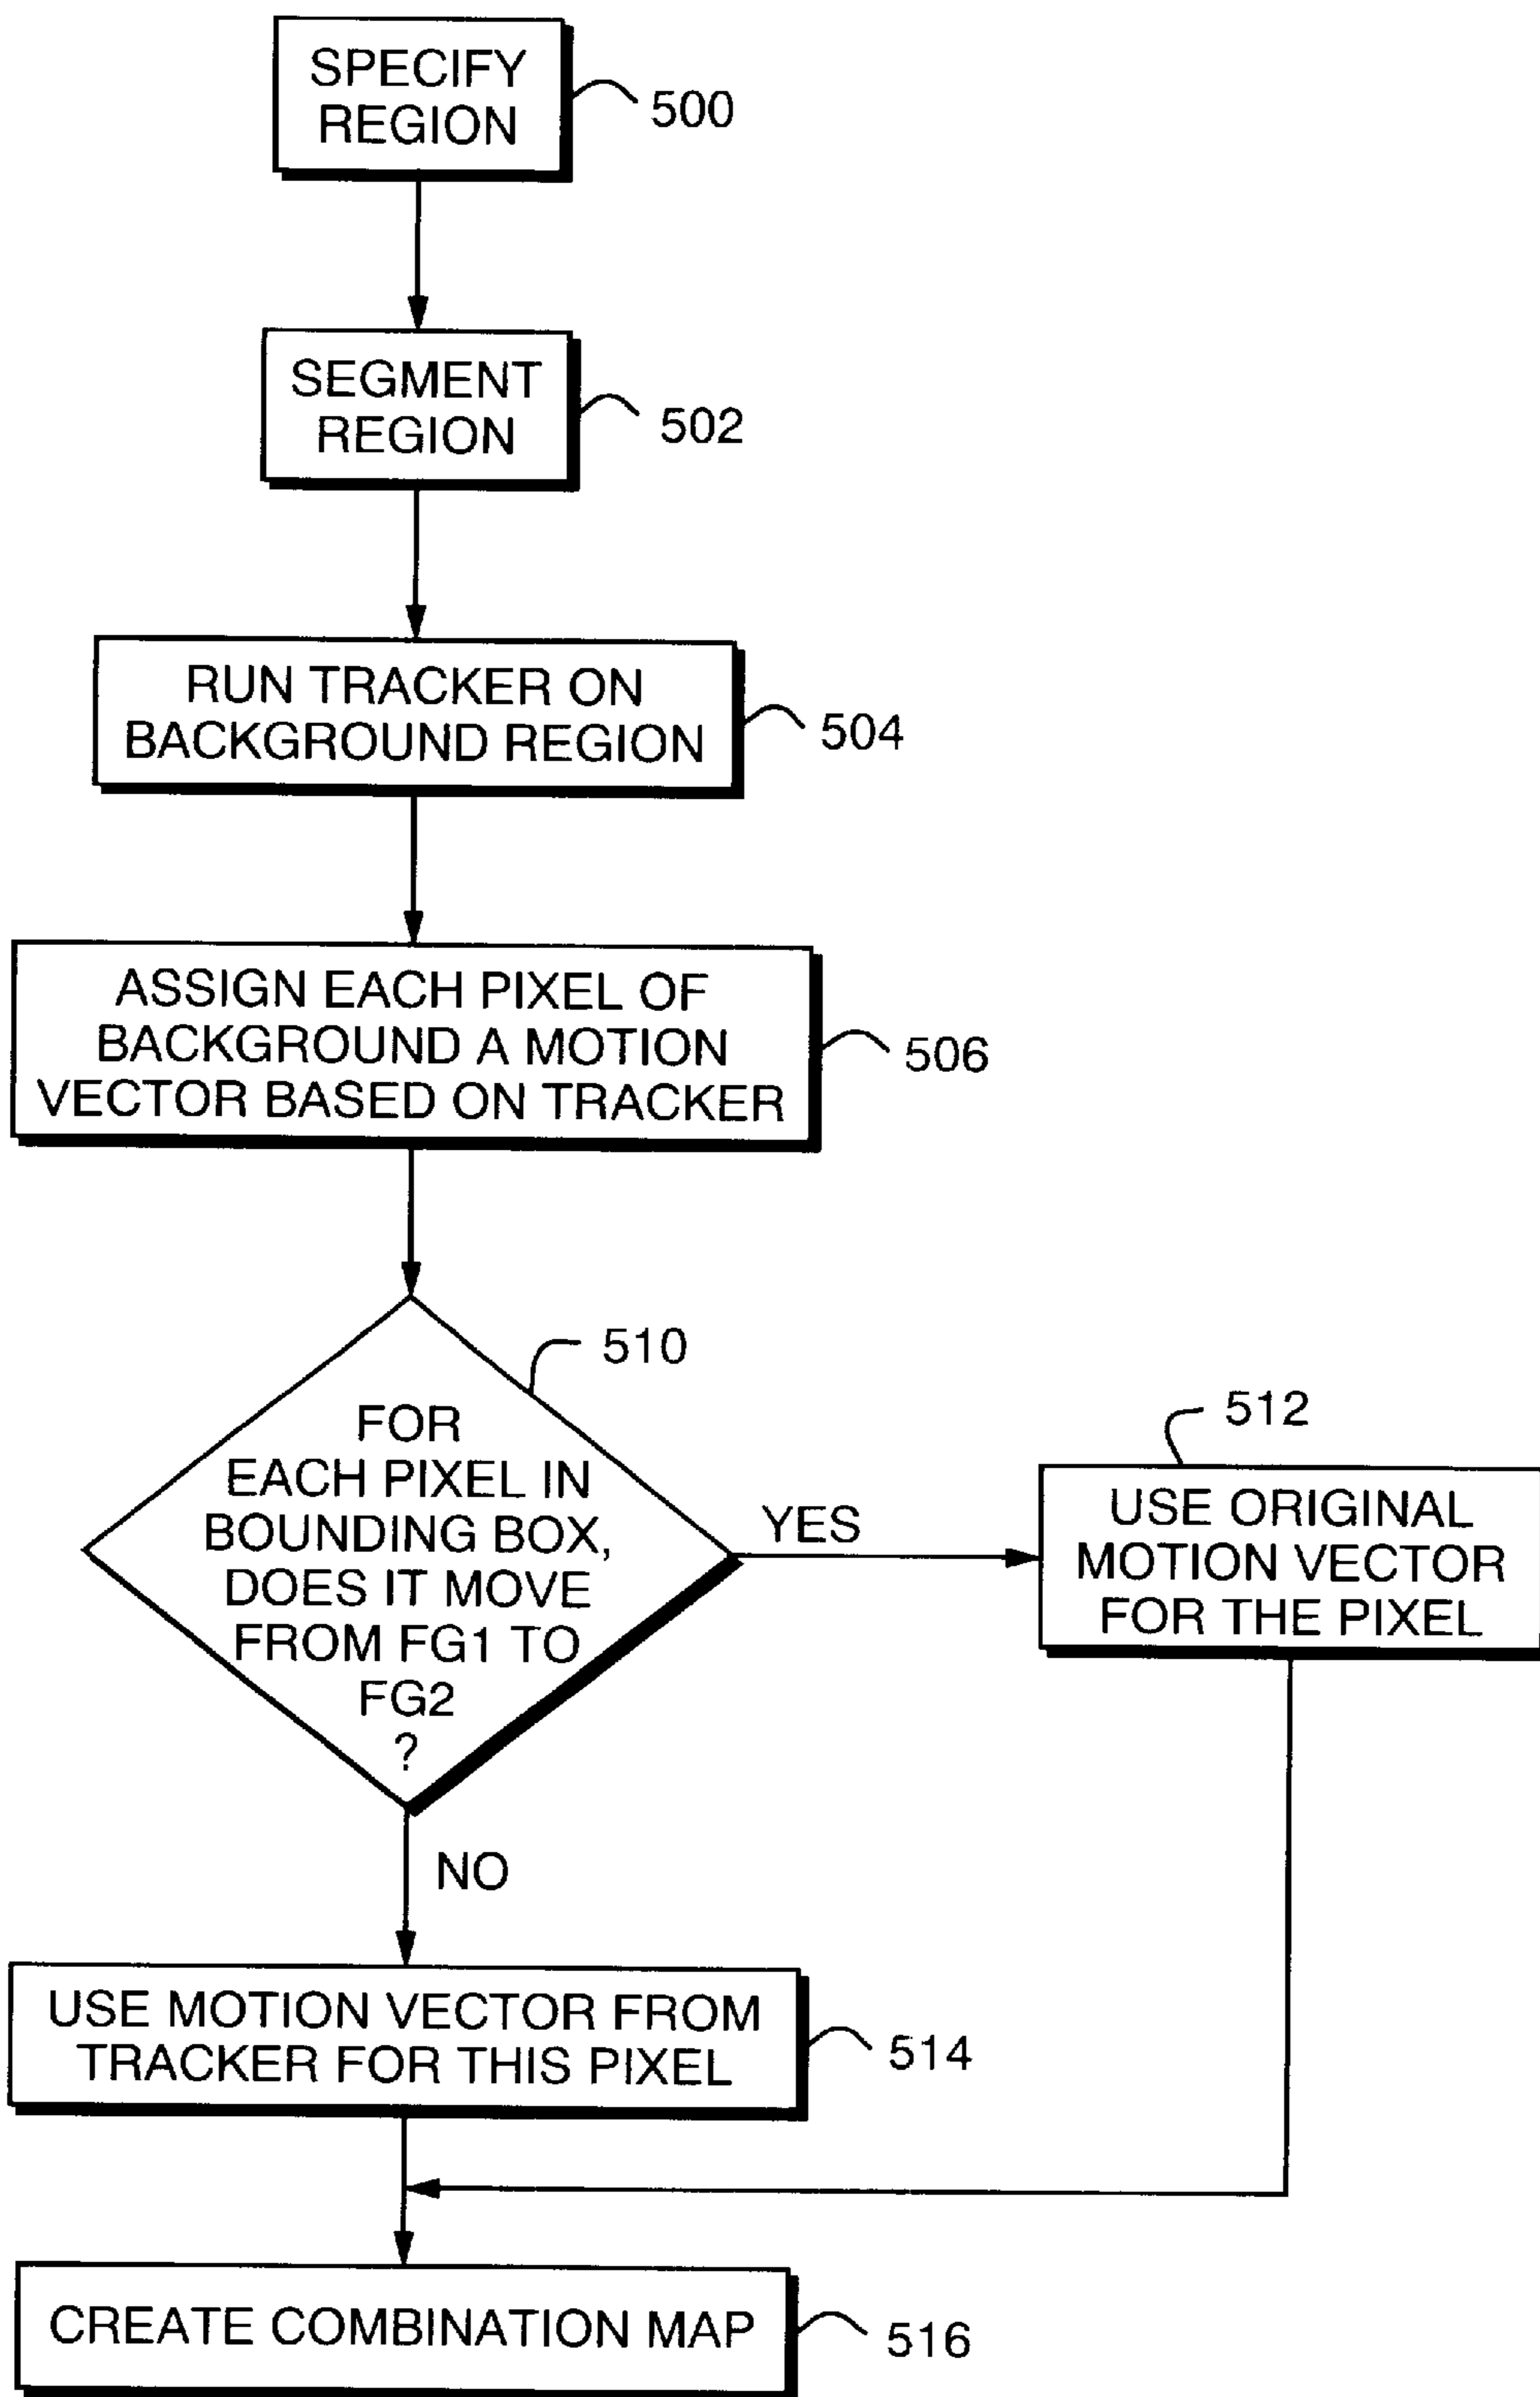 SPECIFY
REGION
500
SEGMENT
REGION
502
RUN TRACKER ON
BACKGROUND REGION
504
ASSIGN EACH PIXEL OF
BACKGROUND A MOTION
VECTOR BASED ON TRACKER
506
510
FOR
EACH PIXEL IN
BOUNDING BOX,
DOES IT MOVE
FROM FG1 TO
FG2
?
YES
512
USE ORIGINAL
MOTION VECTOR
FOR THE PIXEL
NO
USE MOTION VECTOR FROM
TRACKER FOR THIS PIXEL
514
CREATE COMBINATION MAP
516